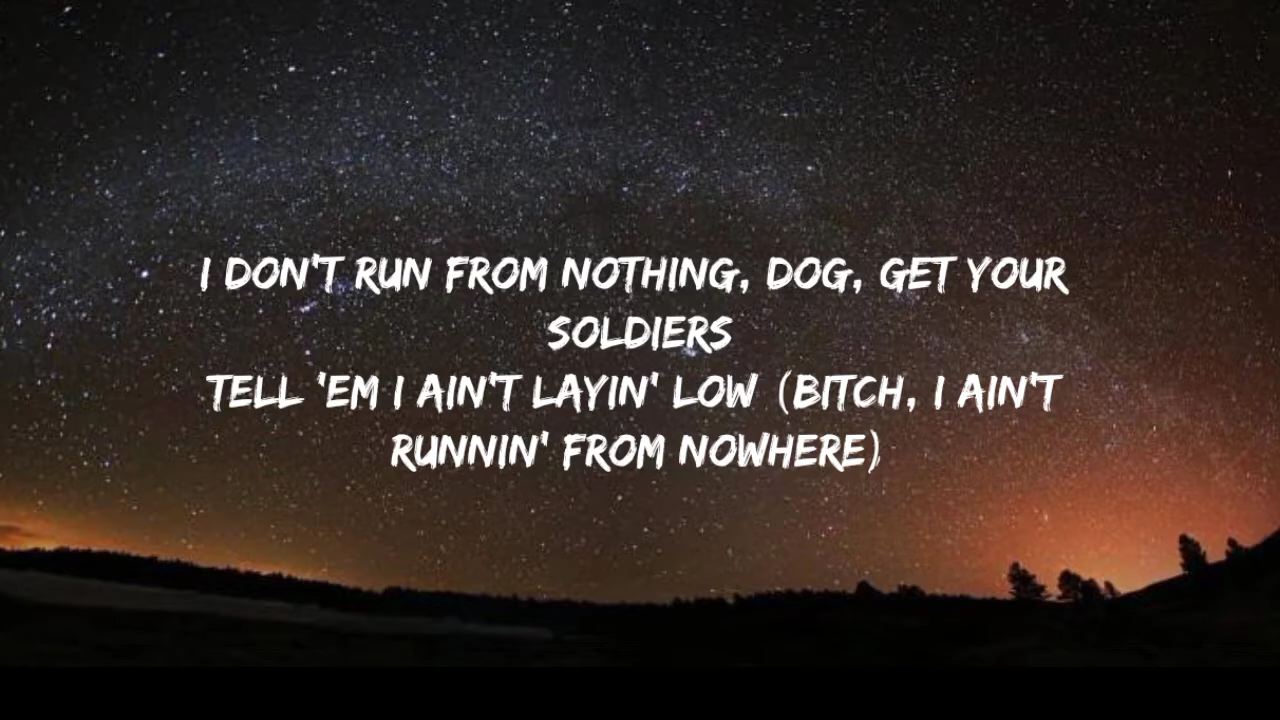 I DON'T RUN FROM NOTHING, DOG, GET YOUR
SOLDIERS
TELL 'EM I AIN'T LAYIN' LOW (BITCH, I AIN'T
RUNNIN' FROM NOWHERE)